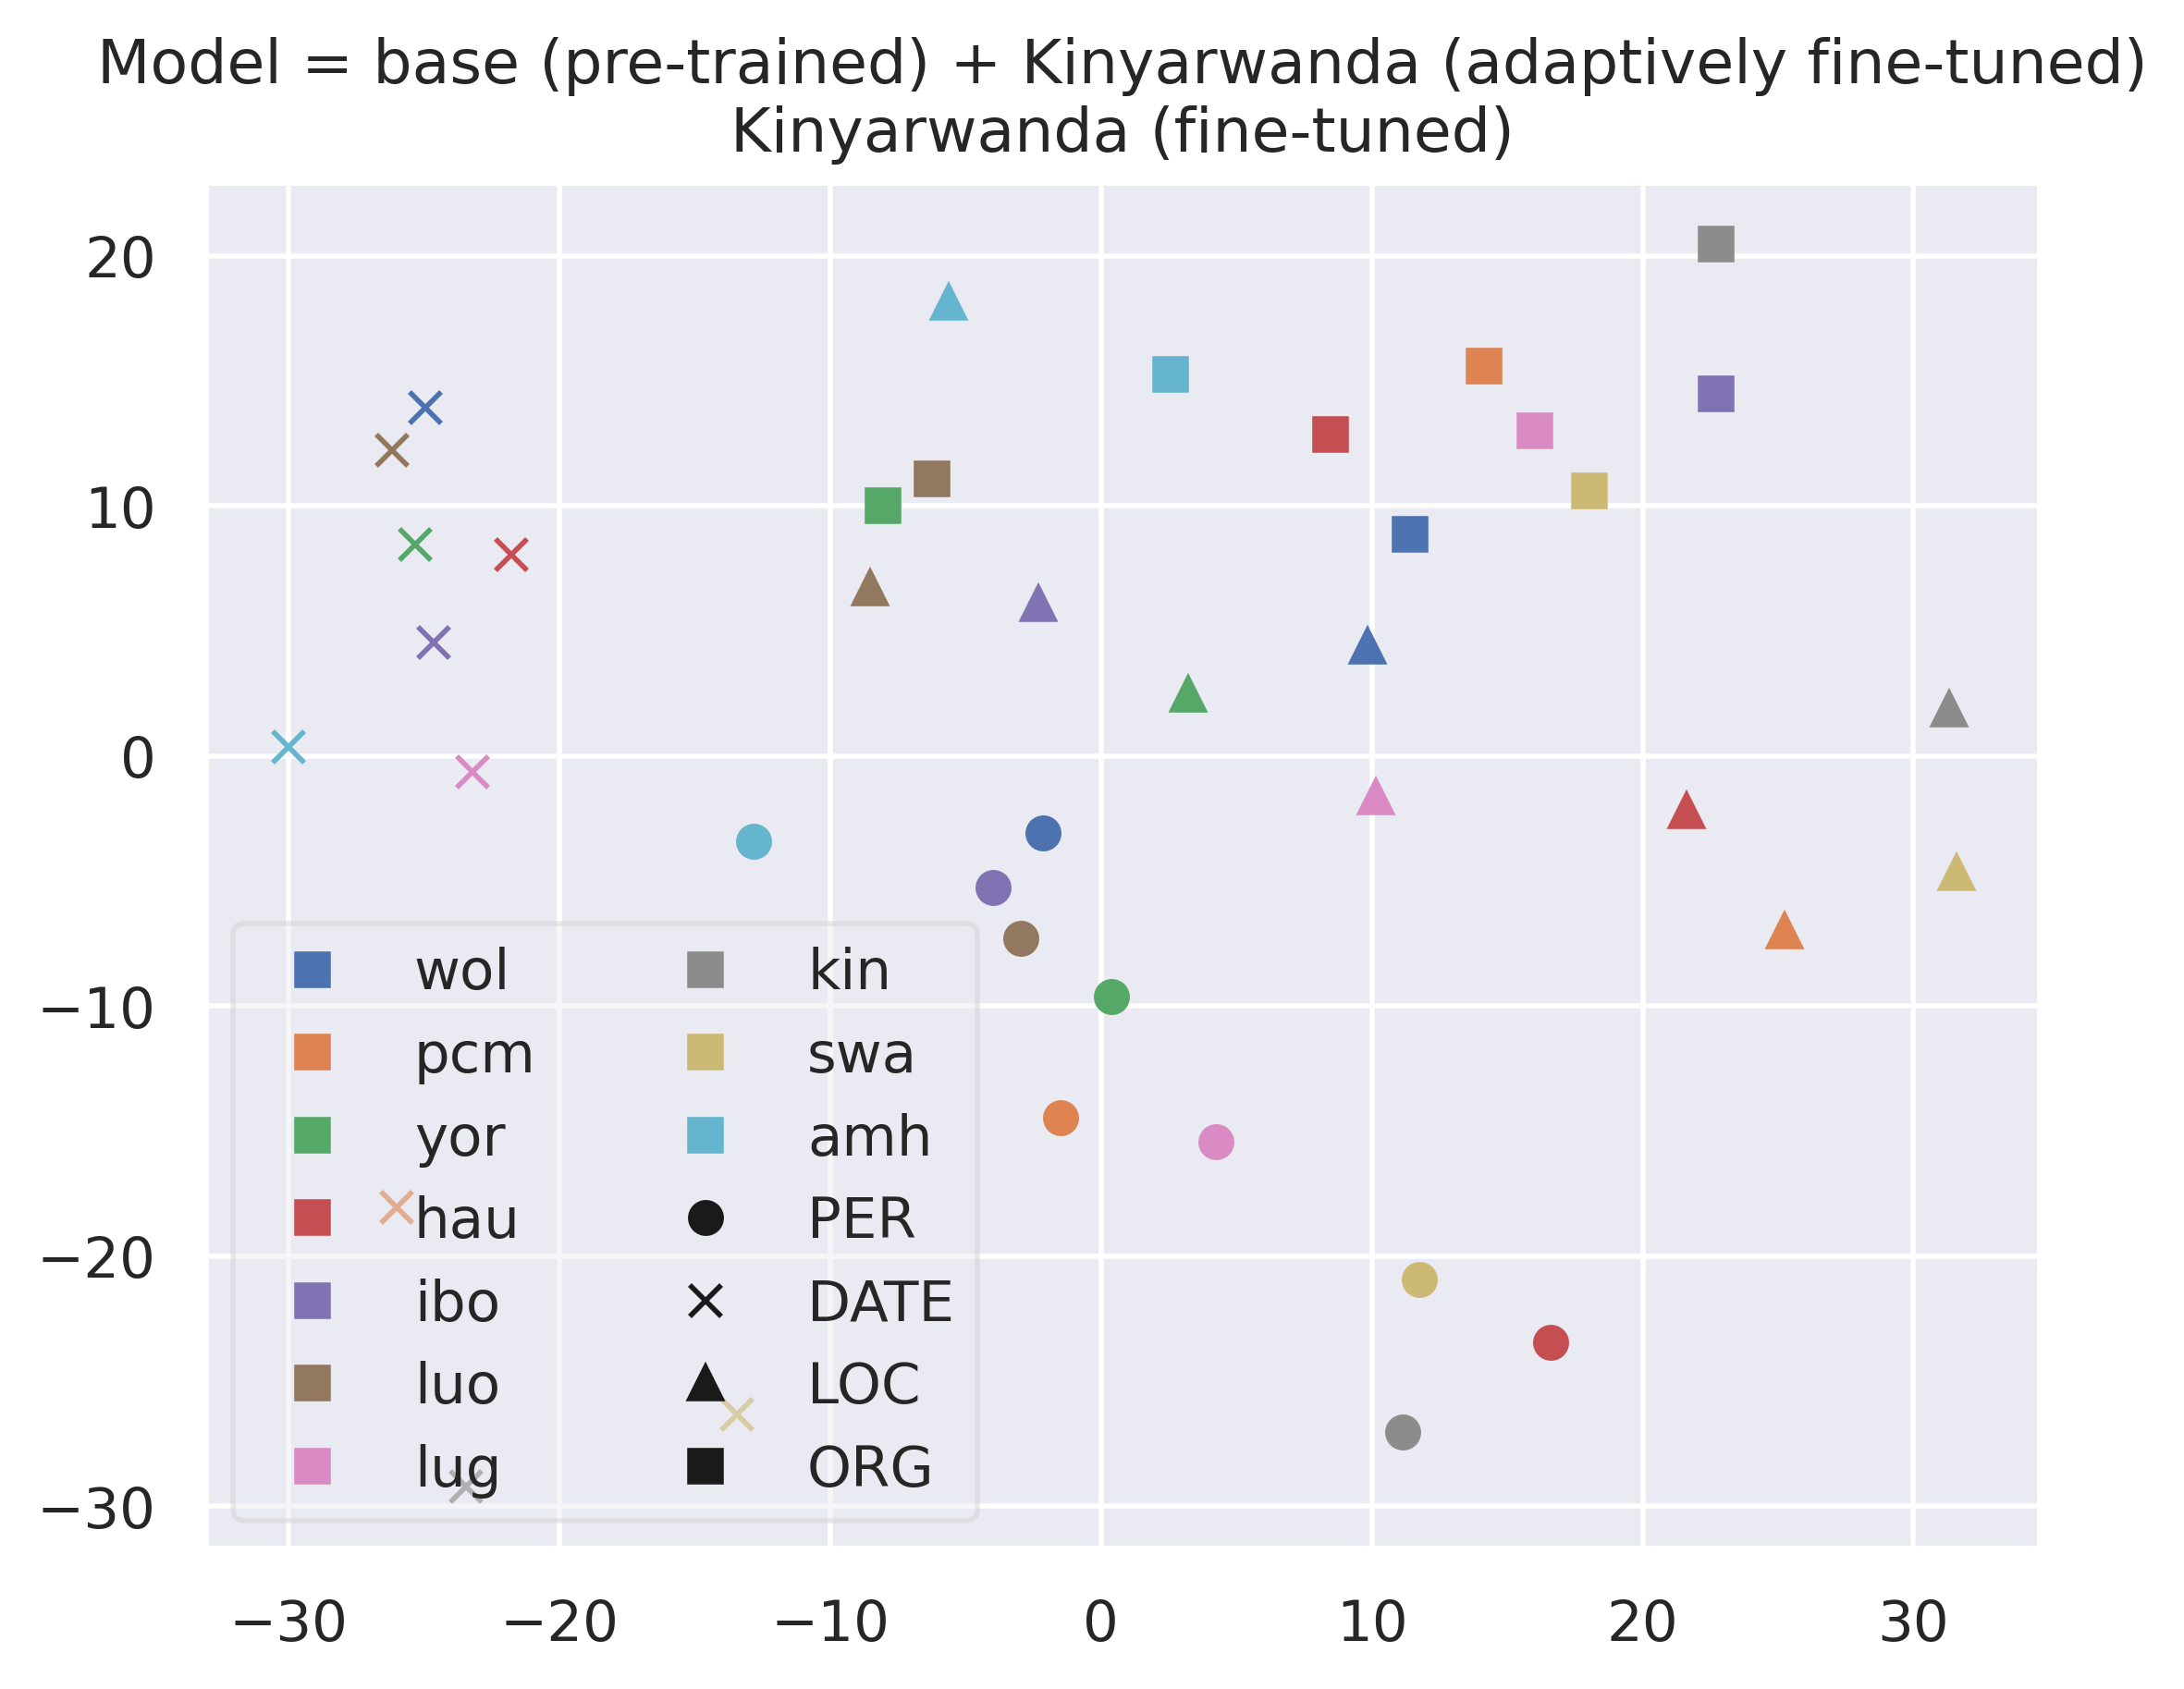 Model = base (pre-trained) + Kinyarwanda (adaptively fine-tuned)
Kinyarwanda (fine-tuned)
20
10
0
−10
−20
−30
wol
pcm
yor
hau
ibo
luo
lug
kin
swa
amh
PER
DATE
LOC
ORG
−30 −20 −10 0 10 20 30